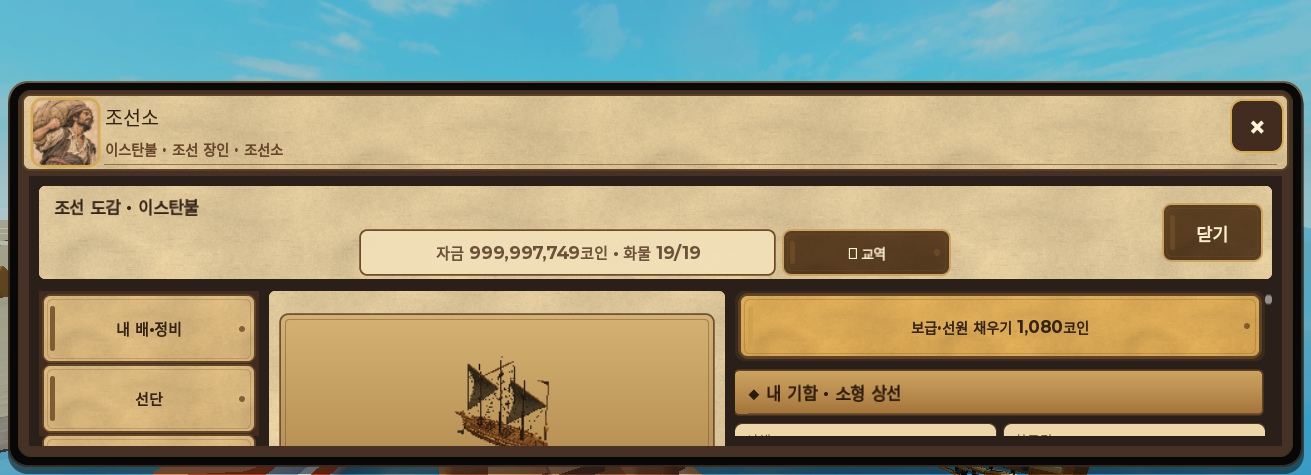 조선소
이스탄불 • 조선 장인 • 조선소
×
조선 도감 • 이스탄불
닫기
자금 999,997,749코인 • 화물 19/19
교역
내 배•정비
보급•선원 채우기 1,080코인
◆ 내 기함 • 소형 상선
선단